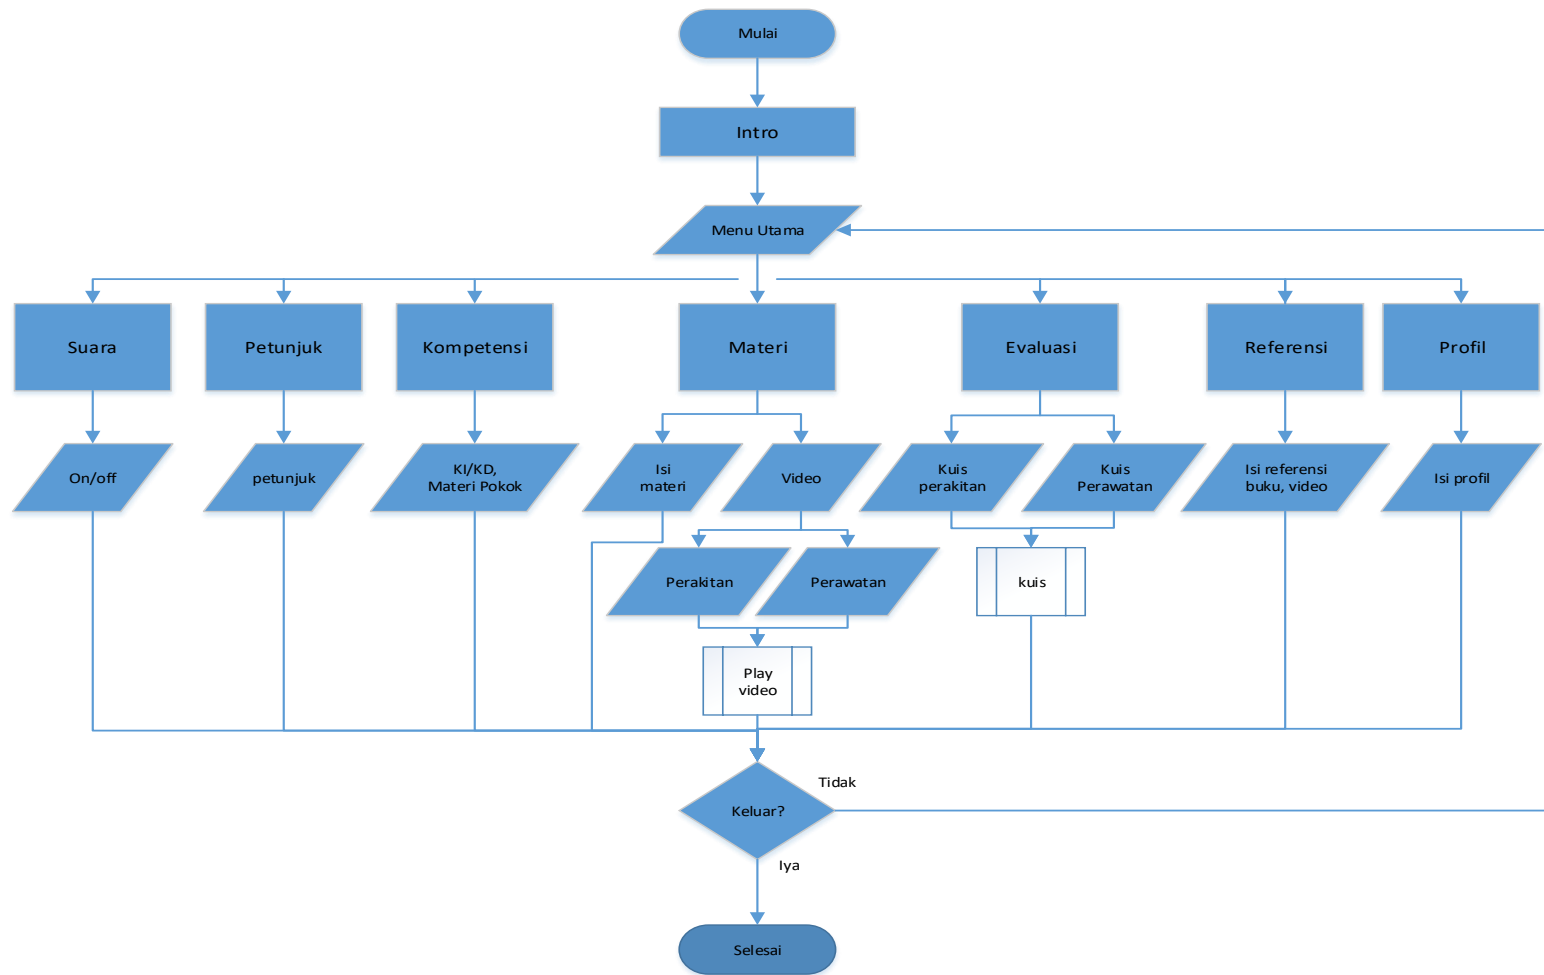 Mulai
Intro
Menu Utama
Suara
Petunjuk
Kompetensi
Materi
Evaluasi
Referensi
Profil
On/off
petunjuk
KI/KD,
Materi Pokok
Isi
materi
Video
Kuis
perakitan
Kuis
Perawatan
Isi referensi
buku, video
Isi profil
Perakitan
Perawatan
kuis
Play
video
Tidak
Keluar?
Iya
Selesai